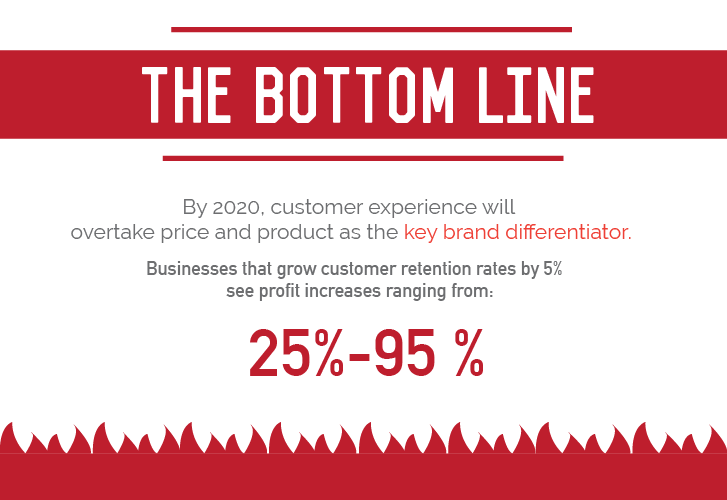 THE BOTTOM LINE
By 2020, customer experience will
overtake price and product as the key brand differentiator.
Businesses that grow customer retention rates by 5%
see profit increases ranging from:
25%-95 %